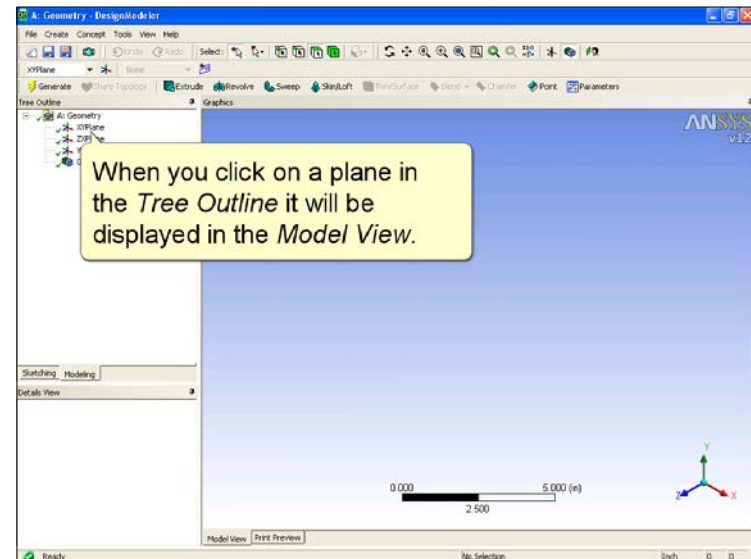 A: Geometry - DesignModeler
File Create Concept Tools View Help
Undo Redo Select:
XYPlane None
Generate Share Topology Extrude Revolve Sweep Skin/Loft Thin/Surface Blend Chamfer Point Parameters
Tree Outline Graphics
A: Geometry
XYPlane
ANSYS
v12
When you click on a plane in
the Tree Outline it will be
displayed in the Model View.
Sketching Modeling
Details View
Y
0.000 5.000 (in)
2.500
Z X
Model View Print Preview
Ready No Selection Inch 0 0